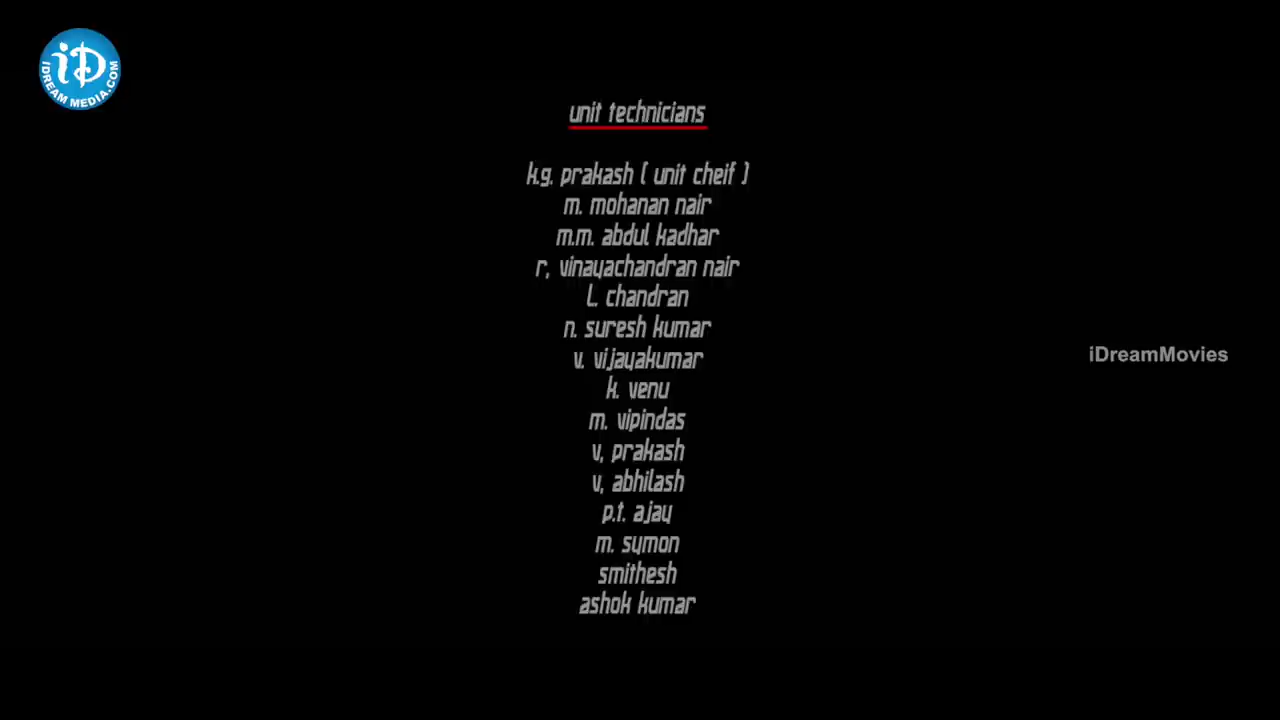 iD
IDREAM MEDIA.COM
unit technicians
k.g. prakash ( unit cheif )
m. mohanan nair
m.m. abdul kadhar
r, vinayachandran nair
l. chandran
n. suresh kumar
v. vijayakumar
k. venu
m. vipindas
v, prakash
v, abhilash
p.t. ajay
m. symon
smithesh
ashok kumar
iDreamMovies